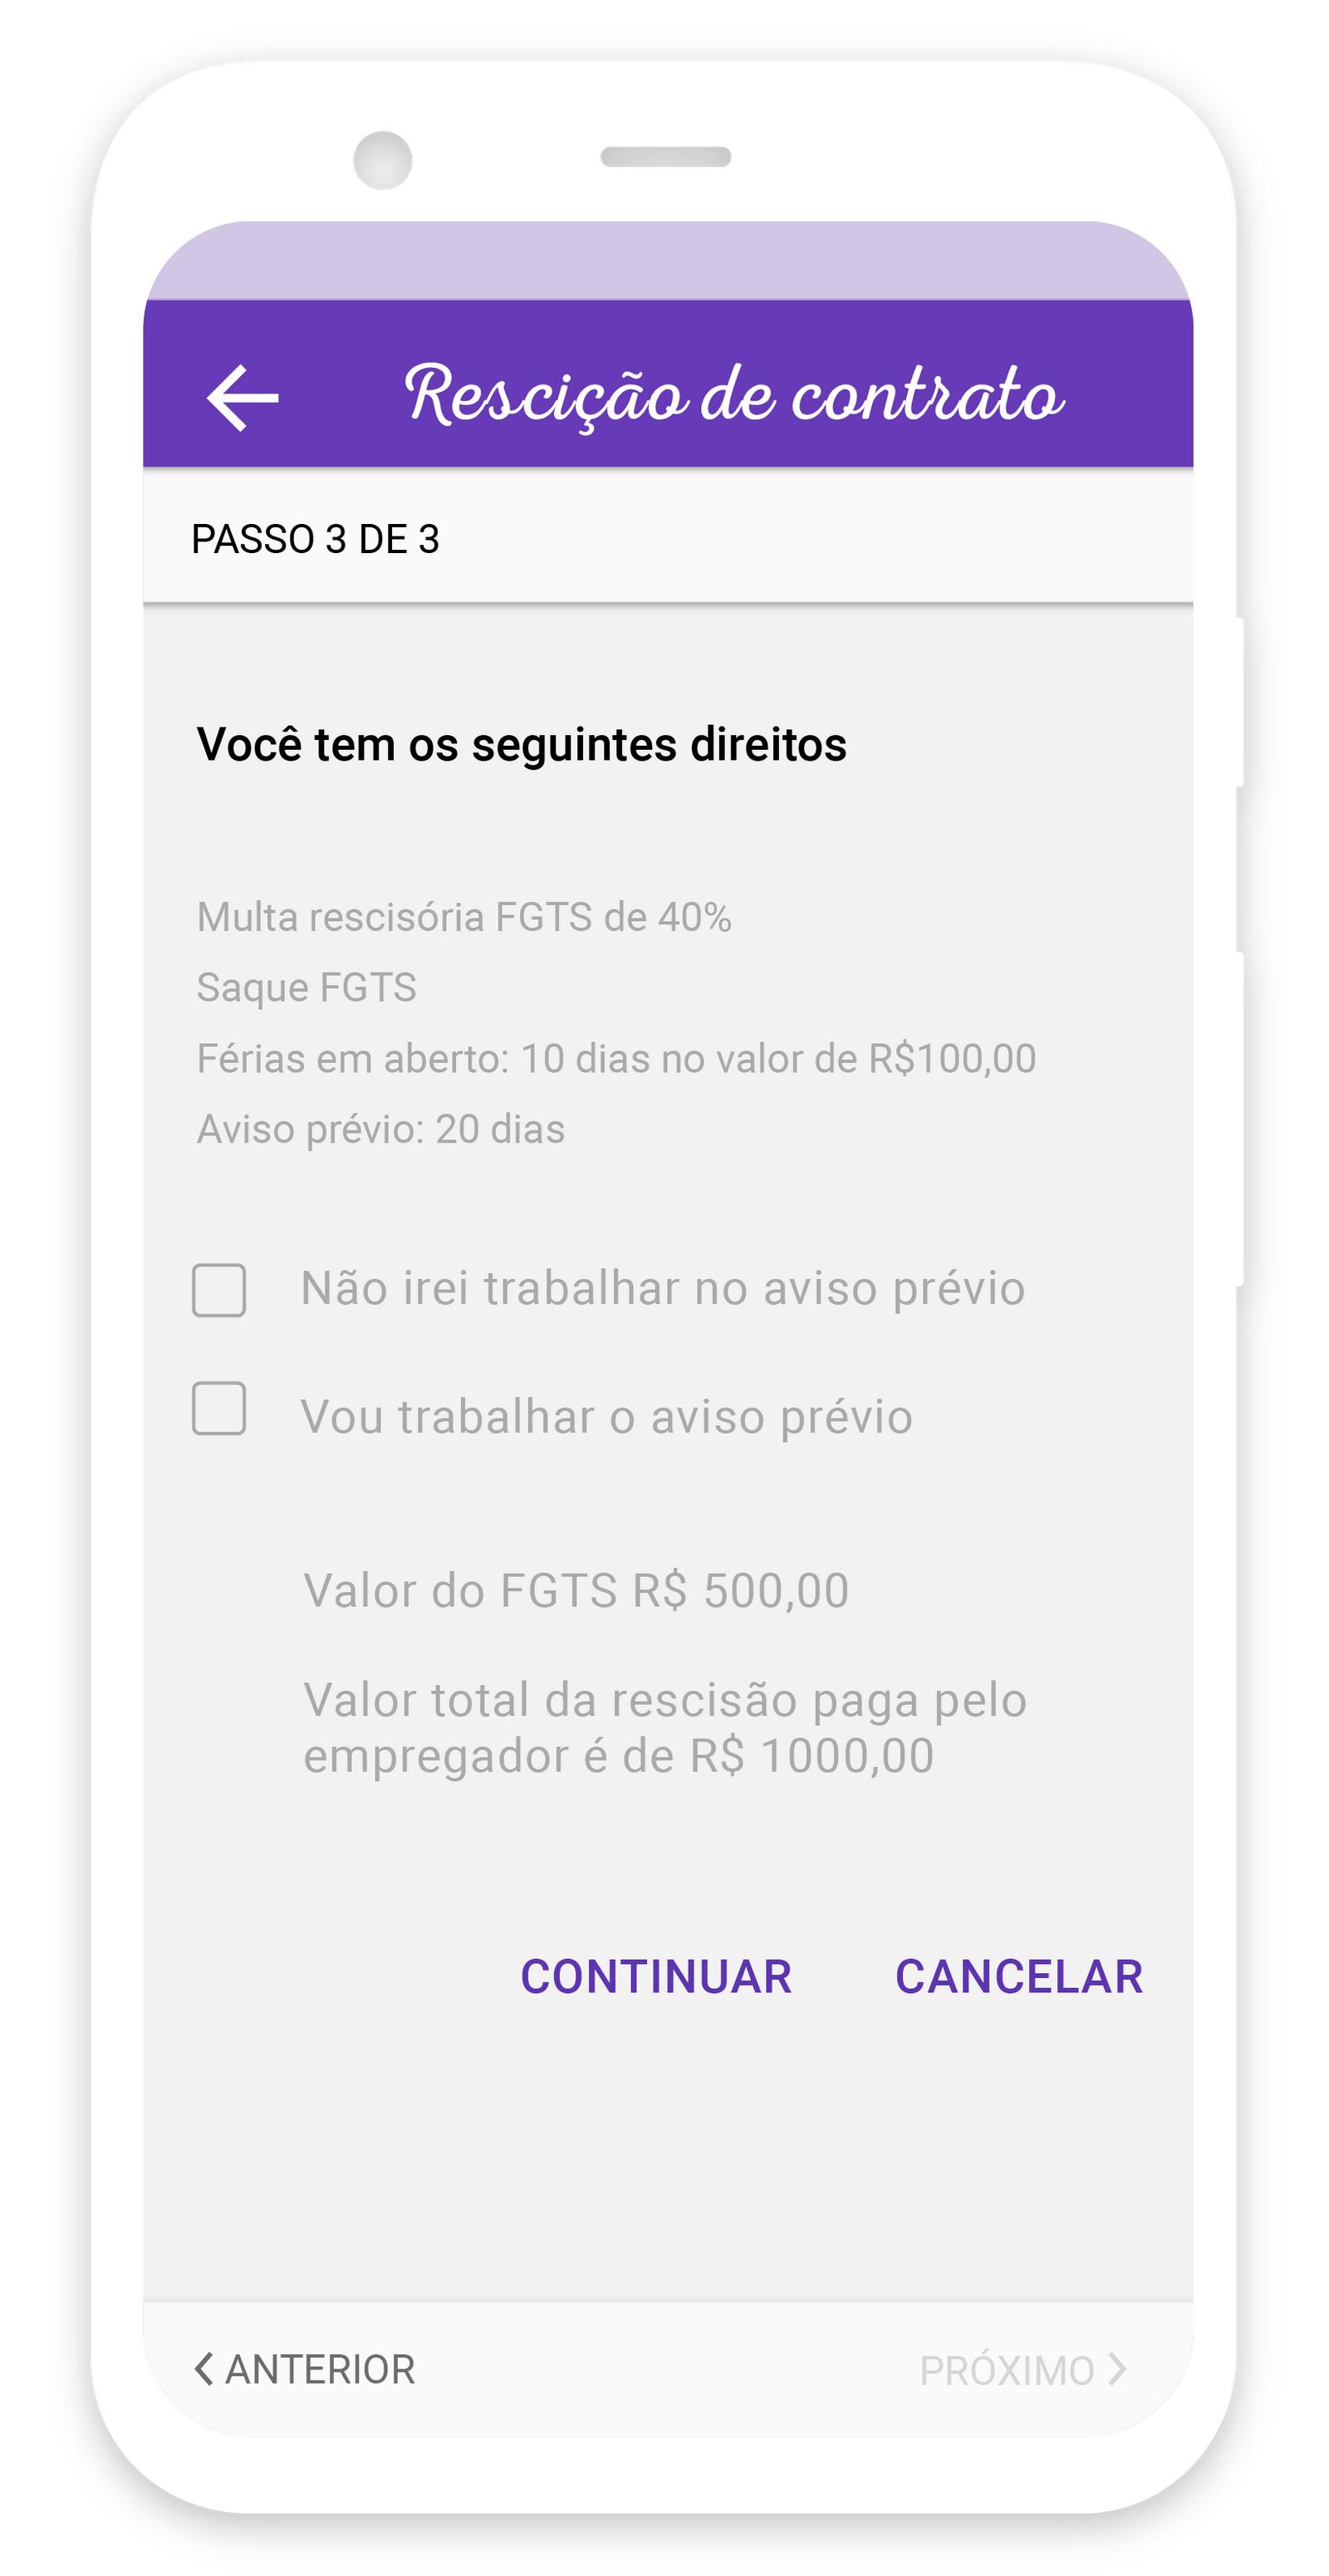 Rescição de contrato
PASSO 3 DE 3
Você tem os seguintes direitos
Multa rescisória FGTS de 40%
Saque FGTS
Férias em aberto: 10 dias no valor de R$100,00
Aviso prévio: 20 dias
Não irei trabalhar no aviso prévio
Vou trabalhar o aviso prévio
Valor do FGTS R$ 500,00
Valor total da rescisão paga pelo
empregador é de R$ 1000,00
CONTINUAR CANCELAR
ANTERIOR PRÓXIMO